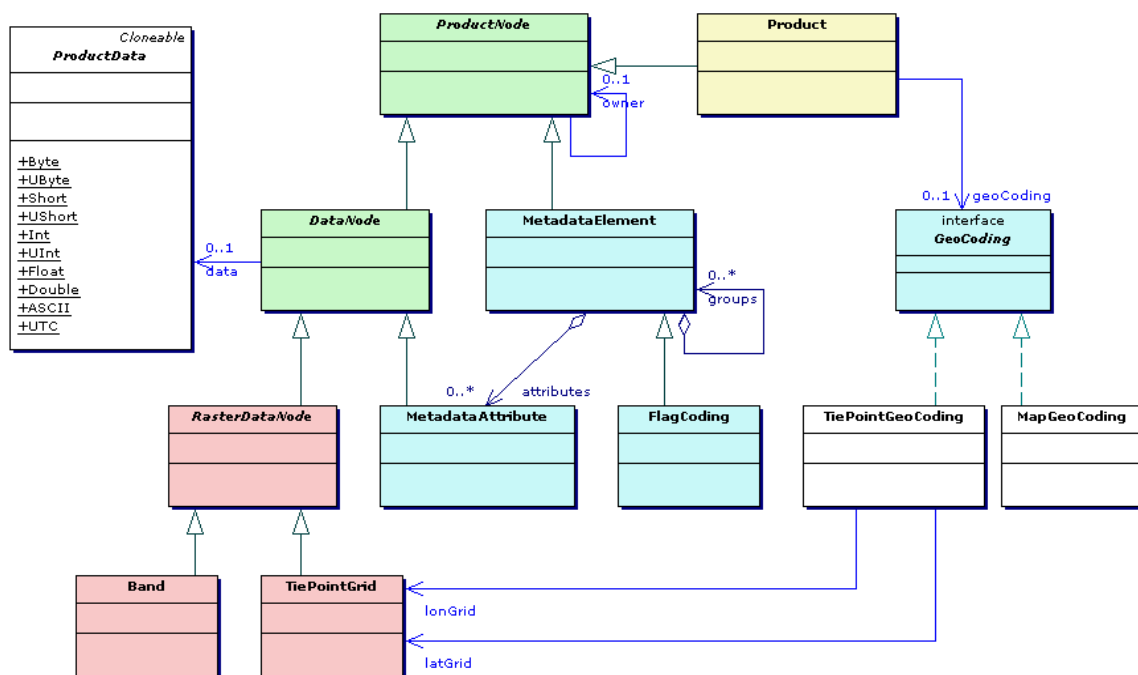 ProductNode
Product
Cloneable
ProductData
0..1
owner
+Byte
+UByte
+Short
+UShort
+Int
+UInt
+Float
+Double
+ASCII
+UTC
0..1 geoCoding
DataNode
MetadataElement
interface
GeoCoding
0..1
data
0..*
groups
0..* attributes
RasterDataNode
MetadataAttribute
FlagCoding
TiePointGeoCoding
MapGeoCoding
Band
TiePointGrid
lonGrid
latGrid